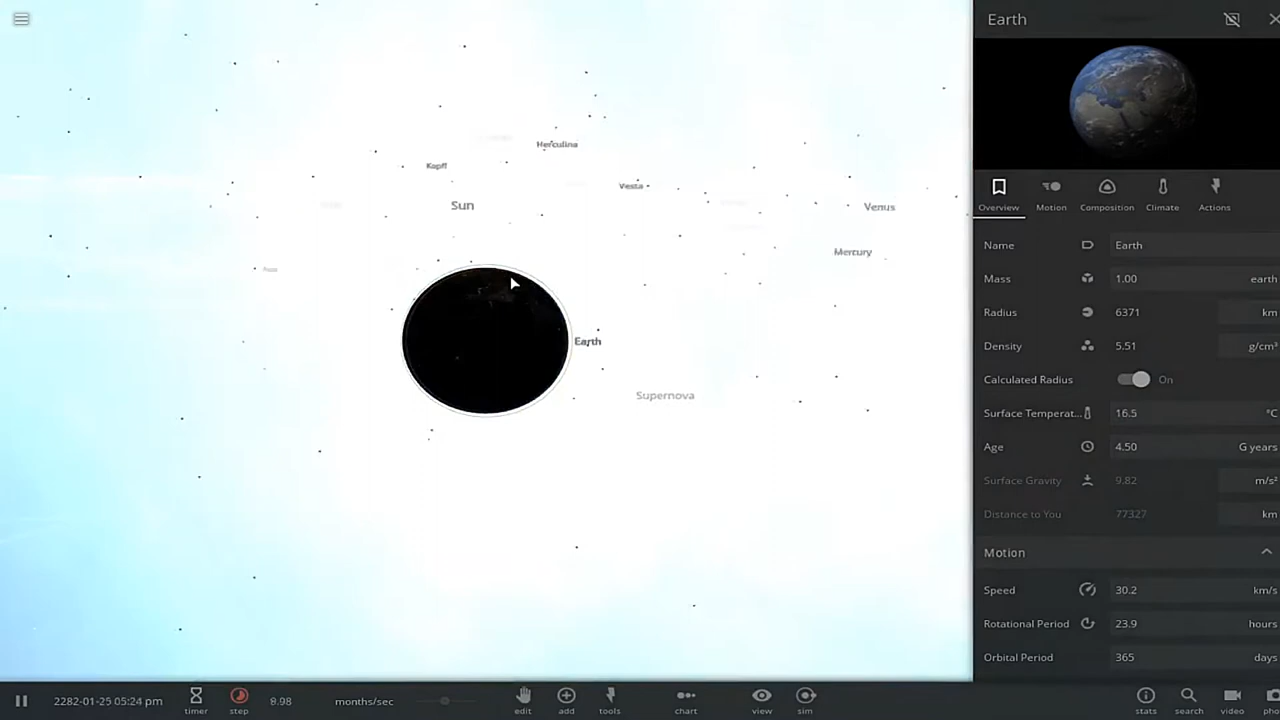 Earth
Herculina
Kopff
Vesta
Sun
Venus
Mercury
Earth
Supernova
Overview
Motion
Composition
Climate
Actions
Name Earth
Mass 1.00 earth
Radius 6371 km
Density 5.51 g/cm³
Calculated Radius On
Surface Temperat... 16.5 °C
Age 4.50 G years
Surface Gravity 9.82 m/s²
Distance to You 77327 km
Motion
Speed 30.2 km/s
Rotational Period 23.9 hours
Orbital Period 365 days
2282-01-25 05:24 pm
timer
step
9.98
months/sec
edit
add
tools
chart
view
sim
stats
search
video
pho